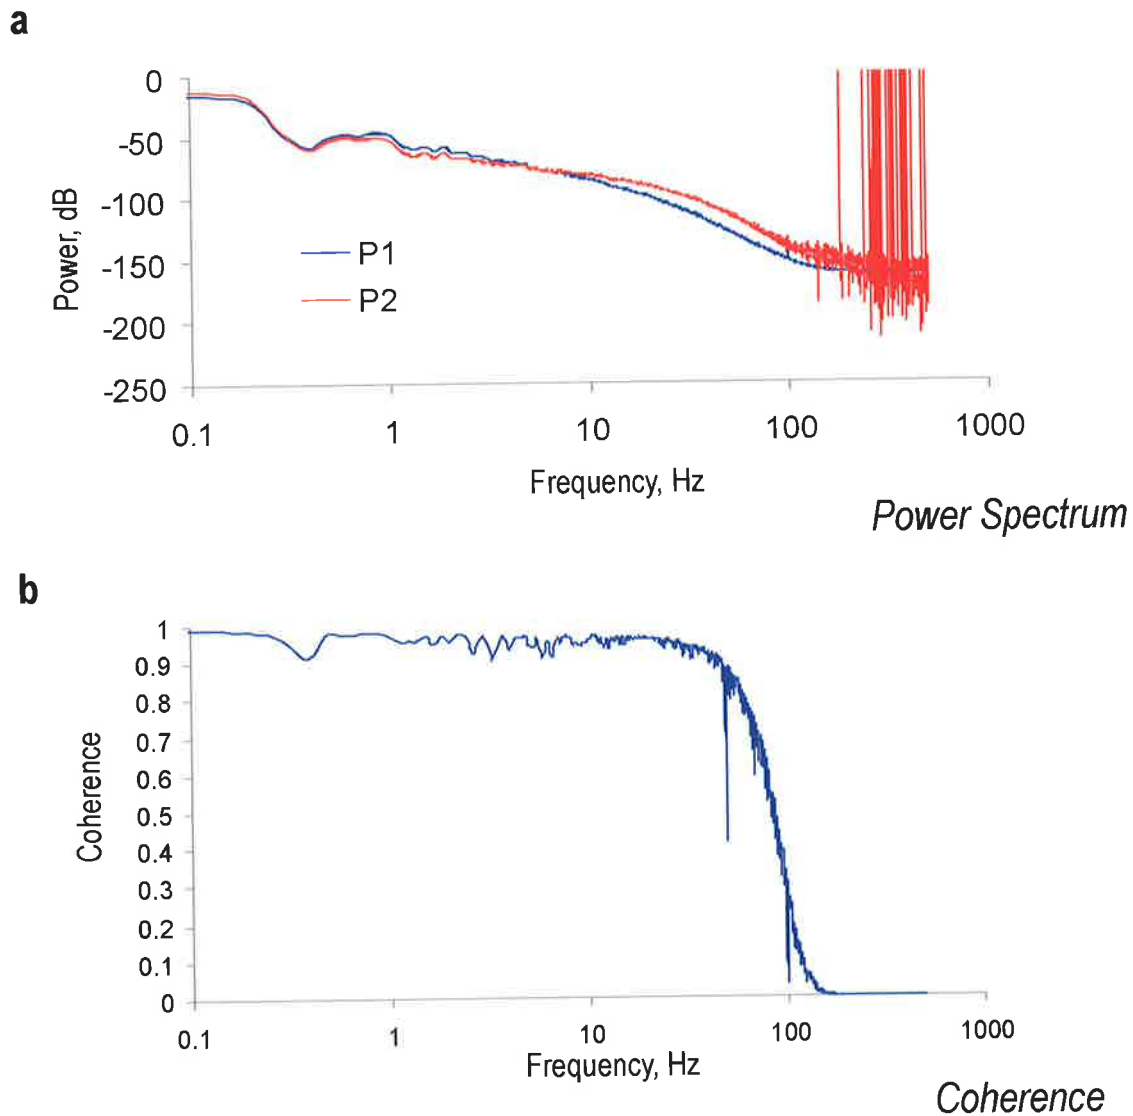 a
0
-50
-100
-150
-200
-250
Power, dB
P1
P2
0.1 1 10 100 1000
Frequency, Hz
Power Spectrum
b
1
0.9
0.8
0.7
0.6
0.5
0.4
0.3
0.2
0.1
0
Coherence
0.1 1 10 100 1000
Frequency, Hz
Coherence